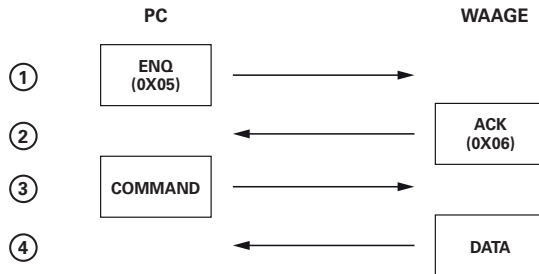 PC WAAGE
① ENQ
(0X05)
② ACK
(0X06)
③ COMMAND
④ DATA